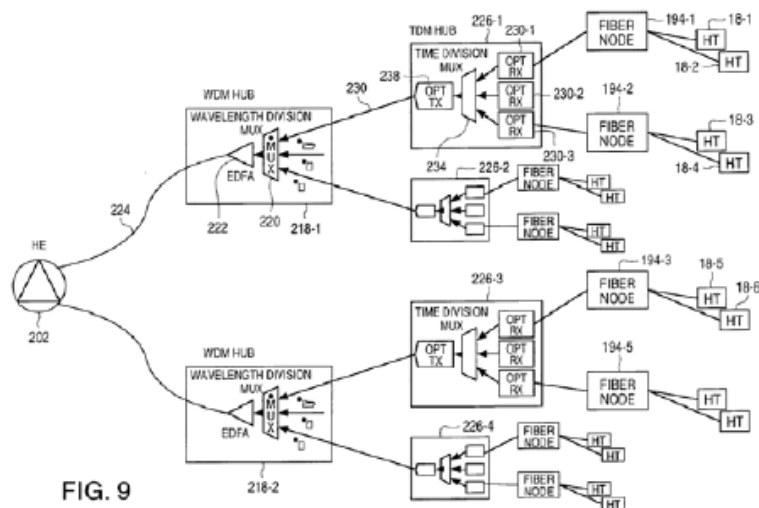 226-1
TDM HUB
230-1
194-1
18-1
TIME DIVISION
MUX
OPT
RX
FIBER
NODE
HT
HT
238
OPT
TX
18-2
230
OPT
RX
230-2
194-2
WDM HUB
OPT
RX
FIBER
NODE
18-3
HT
WAVELENGTH DIVISION
MUX
234
230-3
18-4
HT
MUX
226-2
FIBER
NODE
HT
HT
EDFA
224
222
220
218-1
FIBER
NODE
HT
HT
HE
194-3
18-5
226-3
18-6
FIBER
NODE
HT
HT
202
TIME DIVISION
MUX
OPT
RX
WDM HUB
OPT
TX
OPT
RX
194-5
WAVELENGTH DIVISION
MUX
OPT
RX
FIBER
NODE
HT
HT
MUX
EDFA
226-4
FIBER
NODE
HT
HT
218-2
FIBER
NODE
HT
HT
FIG. 9